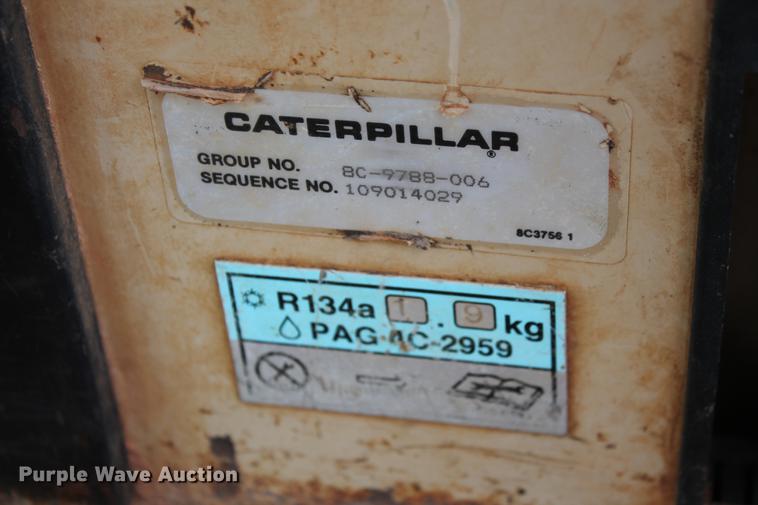 CATERPILLAR®
GROUP NO. 8C-9788-006
SEQUENCE NO. 109014029
8C3756 1
R134a 1.9 kg
PAG 4C-2959
Purple Wave Auction